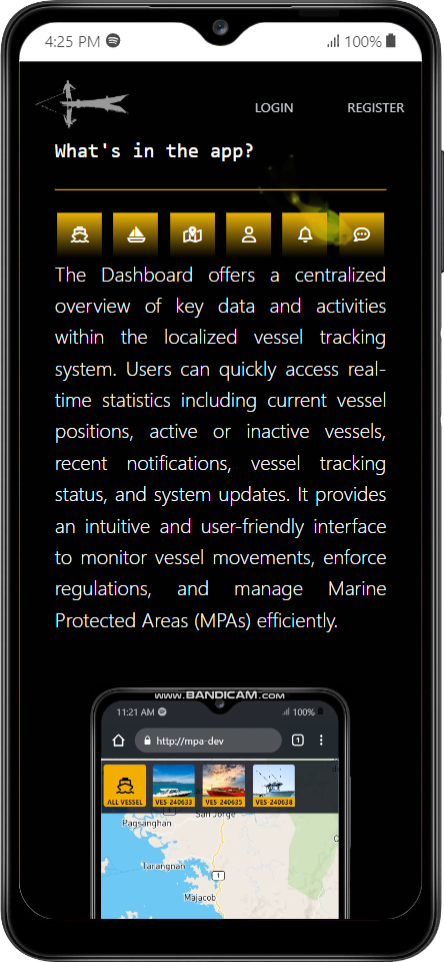 4:25 PM 100%
LOGIN REGISTER
What's in the app?
The Dashboard offers a centralized
overview of key data and activities
within the localized vessel tracking
system. Users can quickly access real-
time statistics including current vessel
positions, active or inactive vessels,
recent notifications, vessel tracking
status, and system updates. It provides
an intuitive and user-friendly interface
to monitor vessel movements, enforce
regulations, and manage Marine
Protected Areas (MPAs) efficiently.
WWW.BANDICAM.COM
11:21 AM 100%
http://mpa-dev 1
ALL VESSEL VES-240633 VES-240635 VES-240638
San Jorge
1
Pagsanghan
Tarangnan
1
Majacob